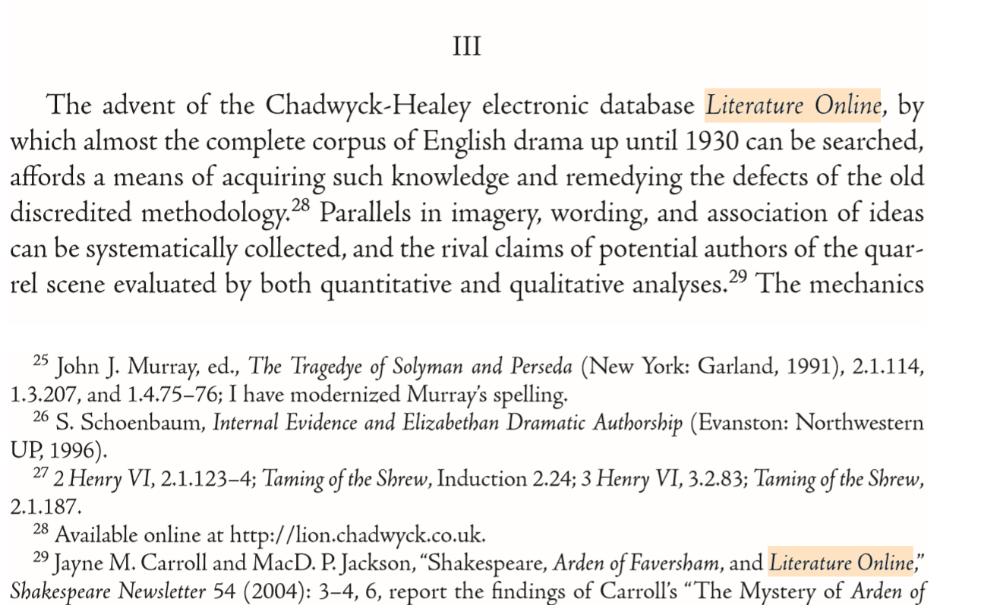 III
The advent of the Chadwyck-Healey electronic database Literature Online, by
which almost the complete corpus of English drama up until 1930 can be searched,
affords a means of acquiring such knowledge and remedying the defects of the old
discredited methodology.28 Parallels in imagery, wording, and association of ideas
can be systematically collected, and the rival claims of potential authors of the quar-
rel scene evaluated by both quantitative and qualitative analyses.29 The mechanics
25 John J. Murray, ed., The Tragedye of Solyman and Perseda (New York: Garland, 1991), 2.1.114,
1.3.207, and 1.4.75–76; I have modernized Murray's spelling.
26 S. Schoenbaum, Internal Evidence and Elizabethan Dramatic Authorship (Evanston: Northwestern
UP, 1996).
27 2 Henry VI, 2.1.123–4; Taming of the Shrew, Induction 2.24; 3 Henry VI, 3.2.83; Taming of the Shrew,
2.1.187.
28 Available online at http://lion.chadwyck.co.uk.
29 Jayne M. Carroll and MacD. P. Jackson, “Shakespeare, Arden of Faversham, and Literature Online,”
Shakespeare Newsletter 54 (2004): 3–4, 6, report the findings of Carroll's “The Mystery of Arden of